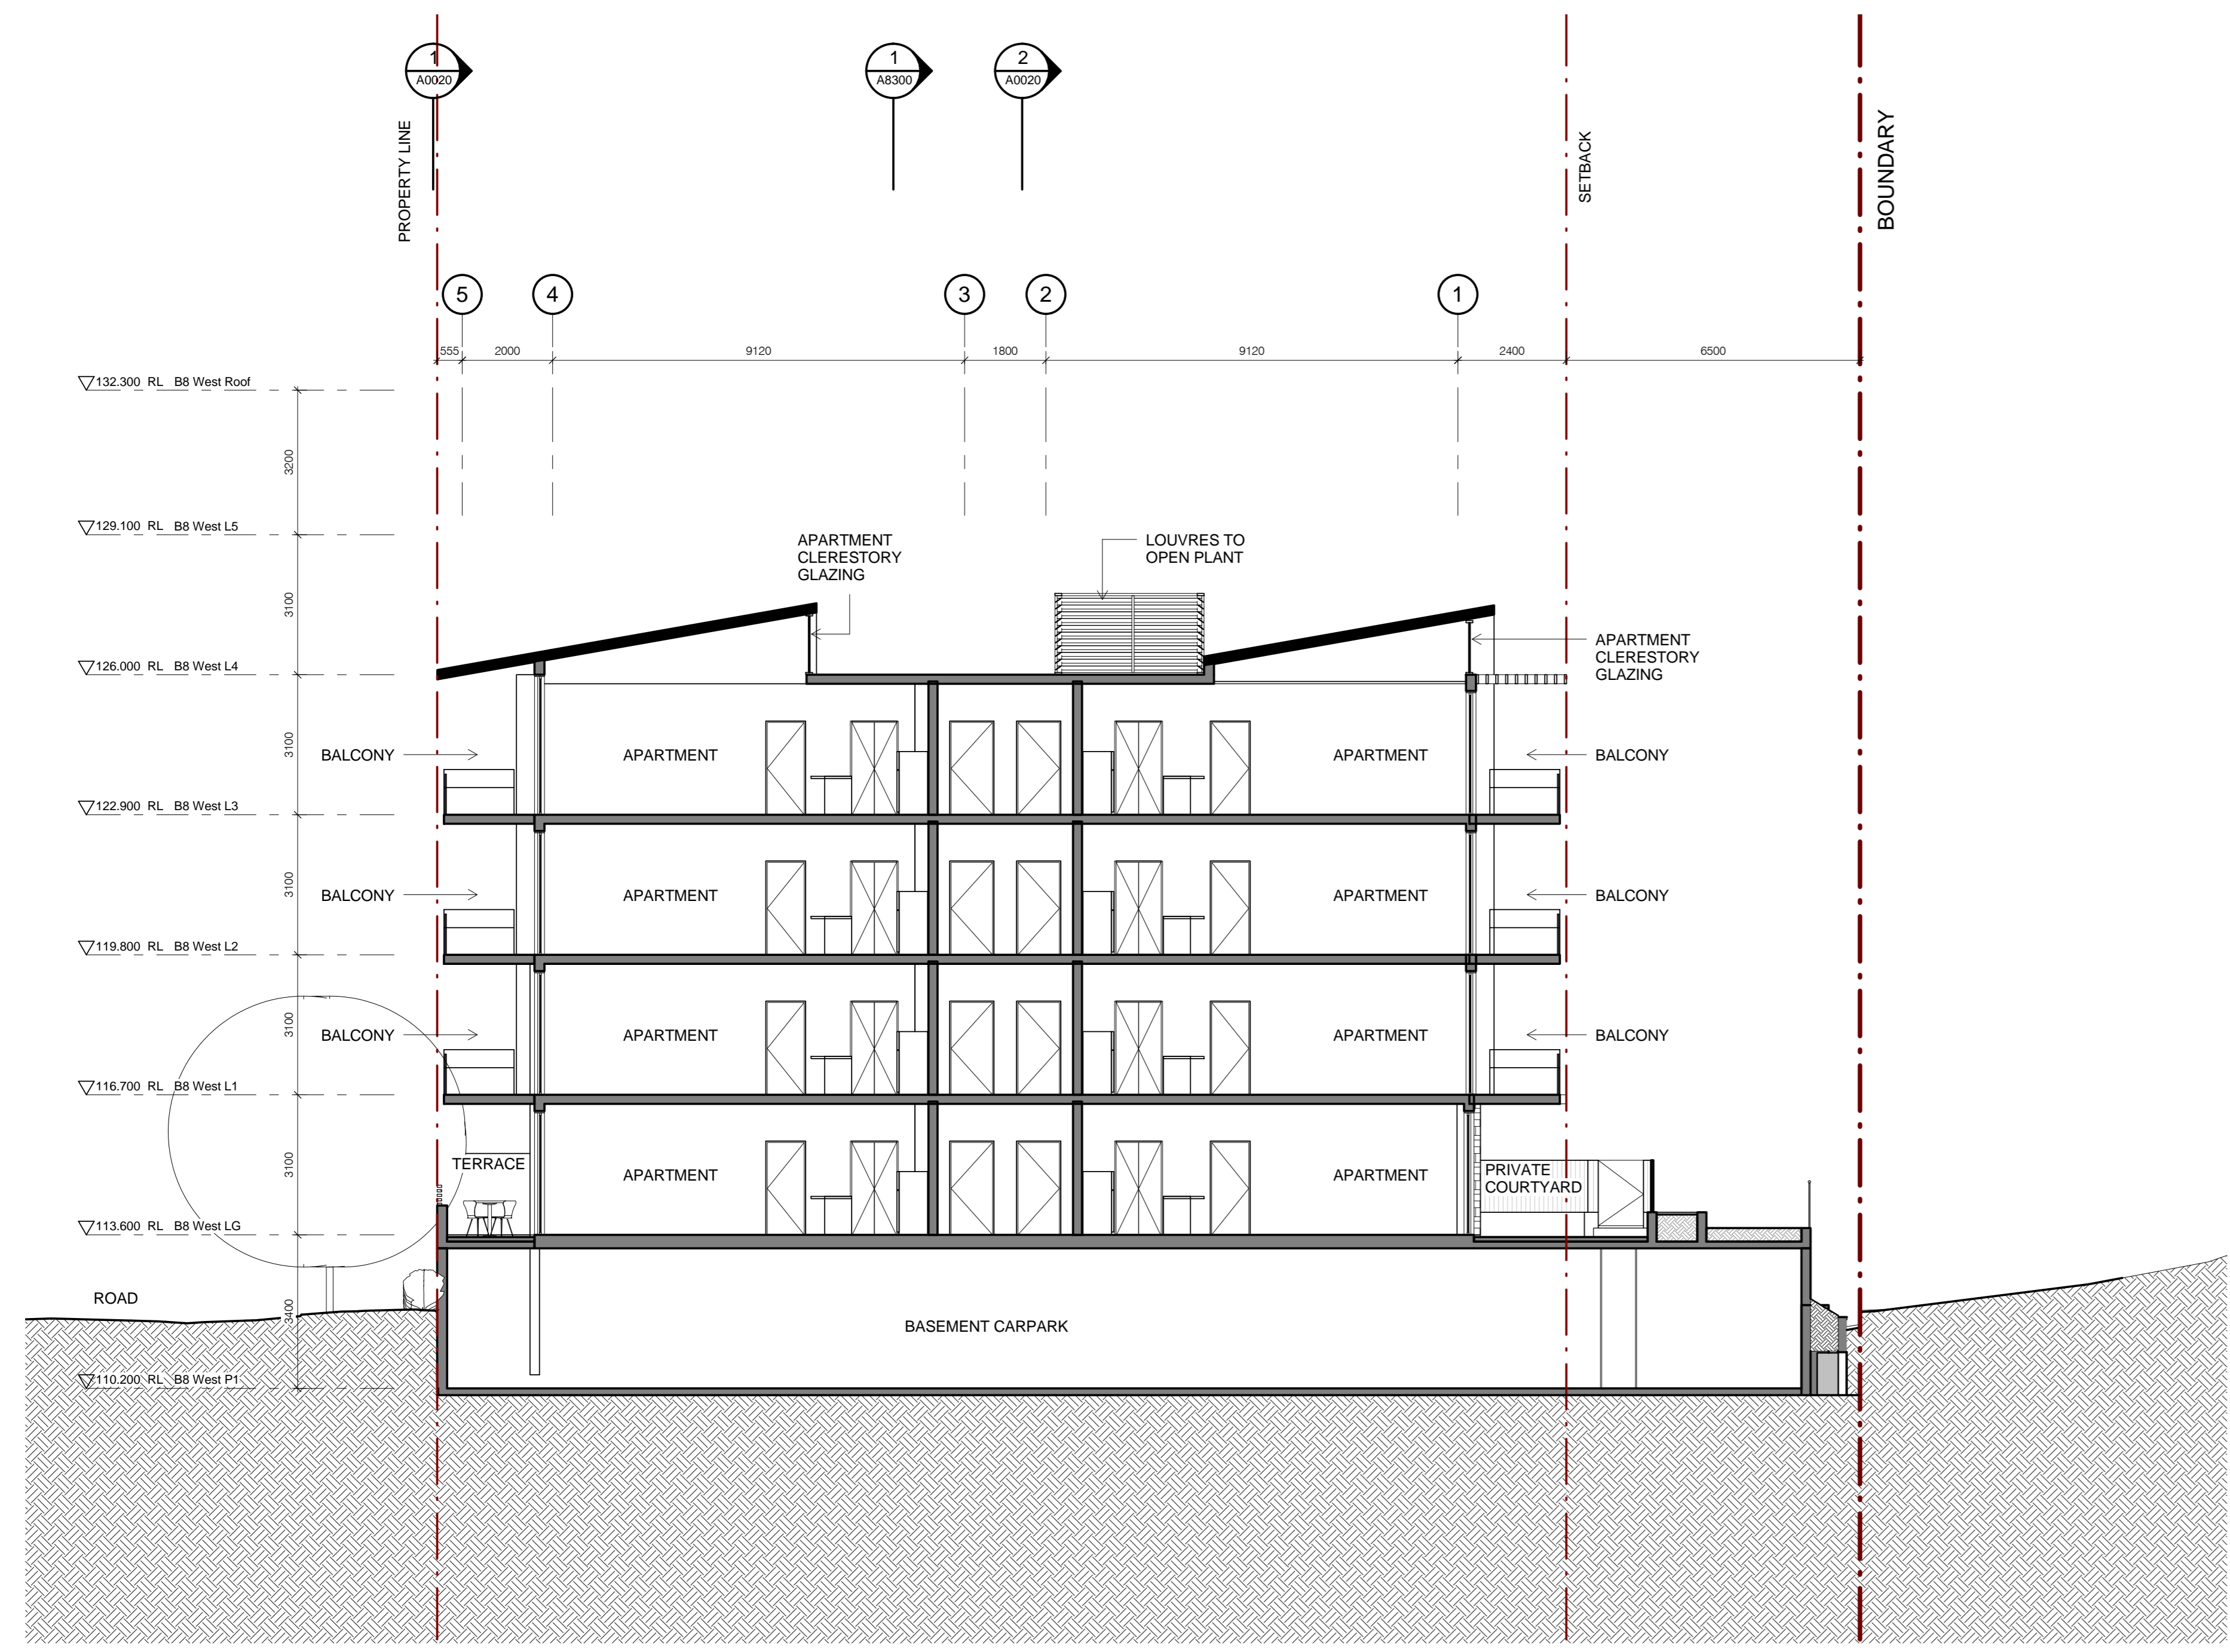 1
A0020
1
A8300
2
A0020
PROPERTY LINE
SETBACK
BOUNDARY
5
4
3
2
1
555
2000
9120
1800
9120
2400
6500
132.300 RL B8 West Roof
3200
129.100 RL B8 West L5
APARTMENT
CLERESTORY
GLAZING
LOUVRES TO
OPEN PLANT
3100
APARTMENT
CLERESTORY
GLAZING
126.000 RL B8 West L4
3100
BALCONY
APARTMENT
APARTMENT
BALCONY
122.900 RL B8 West L3
3100
BALCONY
APARTMENT
APARTMENT
BALCONY
119.800 RL B8 West L2
3100
BALCONY
APARTMENT
APARTMENT
BALCONY
116.700 RL B8 West L1
3100
TERRACE
APARTMENT
APARTMENT
PRIVATE
COURTYARD
113.600 RL B8 West LG
ROAD
3400
BASEMENT CARPARK
110.200 RL B8 West P1